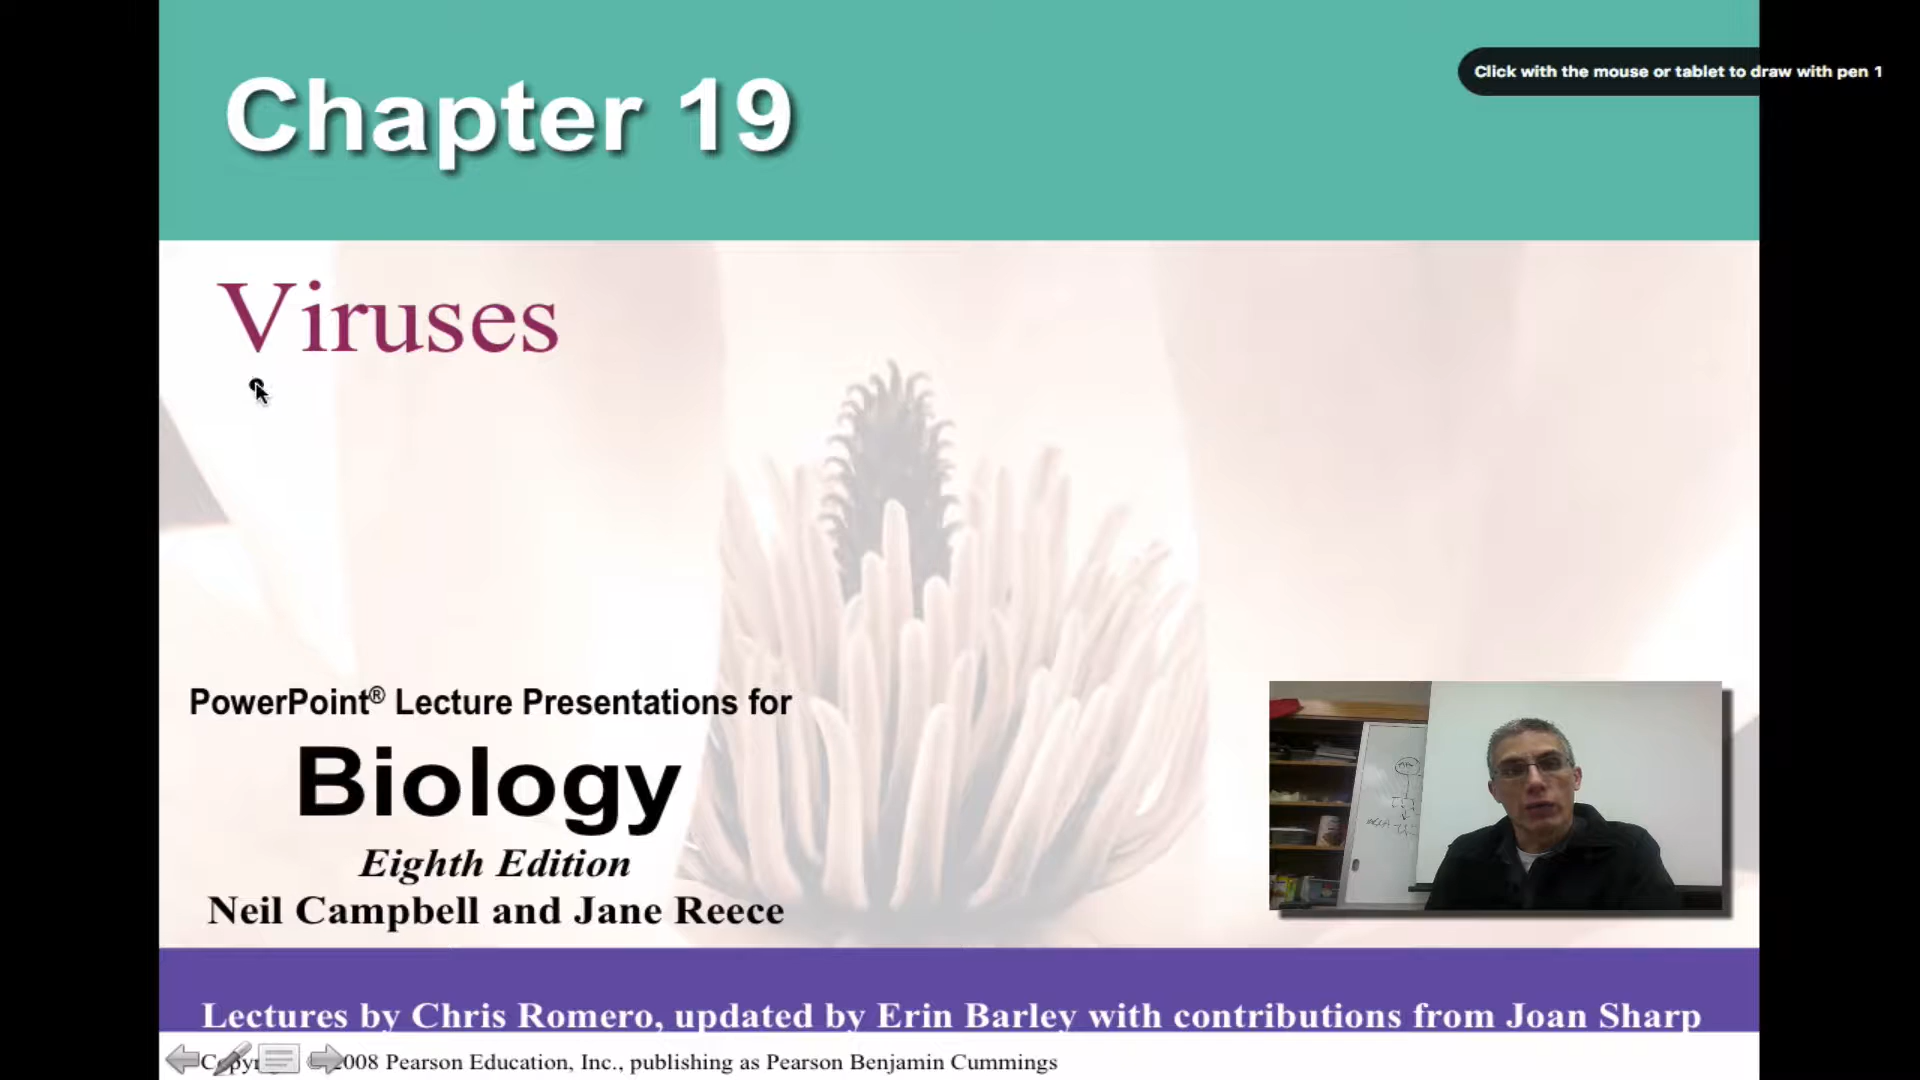 Chapter 19
Click with the mouse or tablet to draw with pen 1
Viruses
PowerPoint® Lecture Presentations for
Biology
Eighth Edition
Neil Campbell and Jane Reece
Lectures by Chris Romero, updated by Erin Barley with contributions from Joan Sharp
Pearson Education, Inc., publishing as Pearson Benjamin Cummings